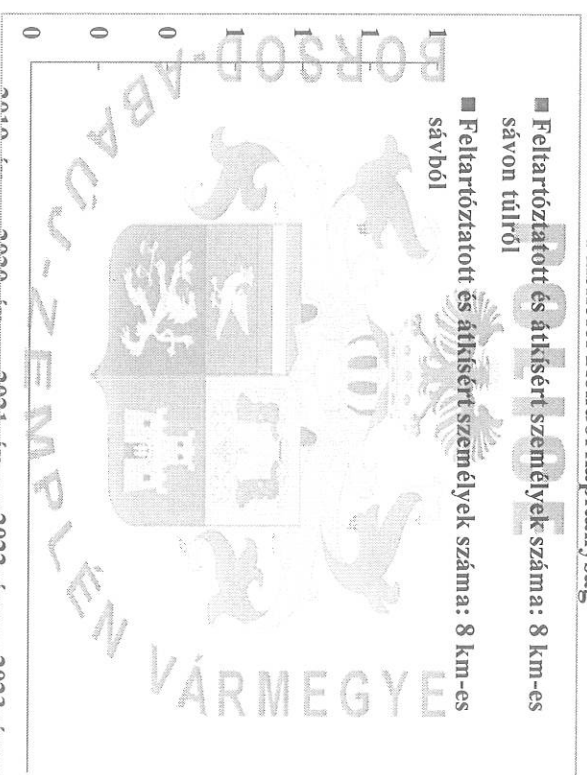 POLICE
■ Feltartóztatott és átkísért személyek száma: 8 km-es
sávon túlról
■ Feltartóztatott és átkísért személyek száma: 8 km-es
sávból
BORSOD-ABAÚJ-ZEMPLÉN VÁRMEGYE
1
1
1
1
0
0
0